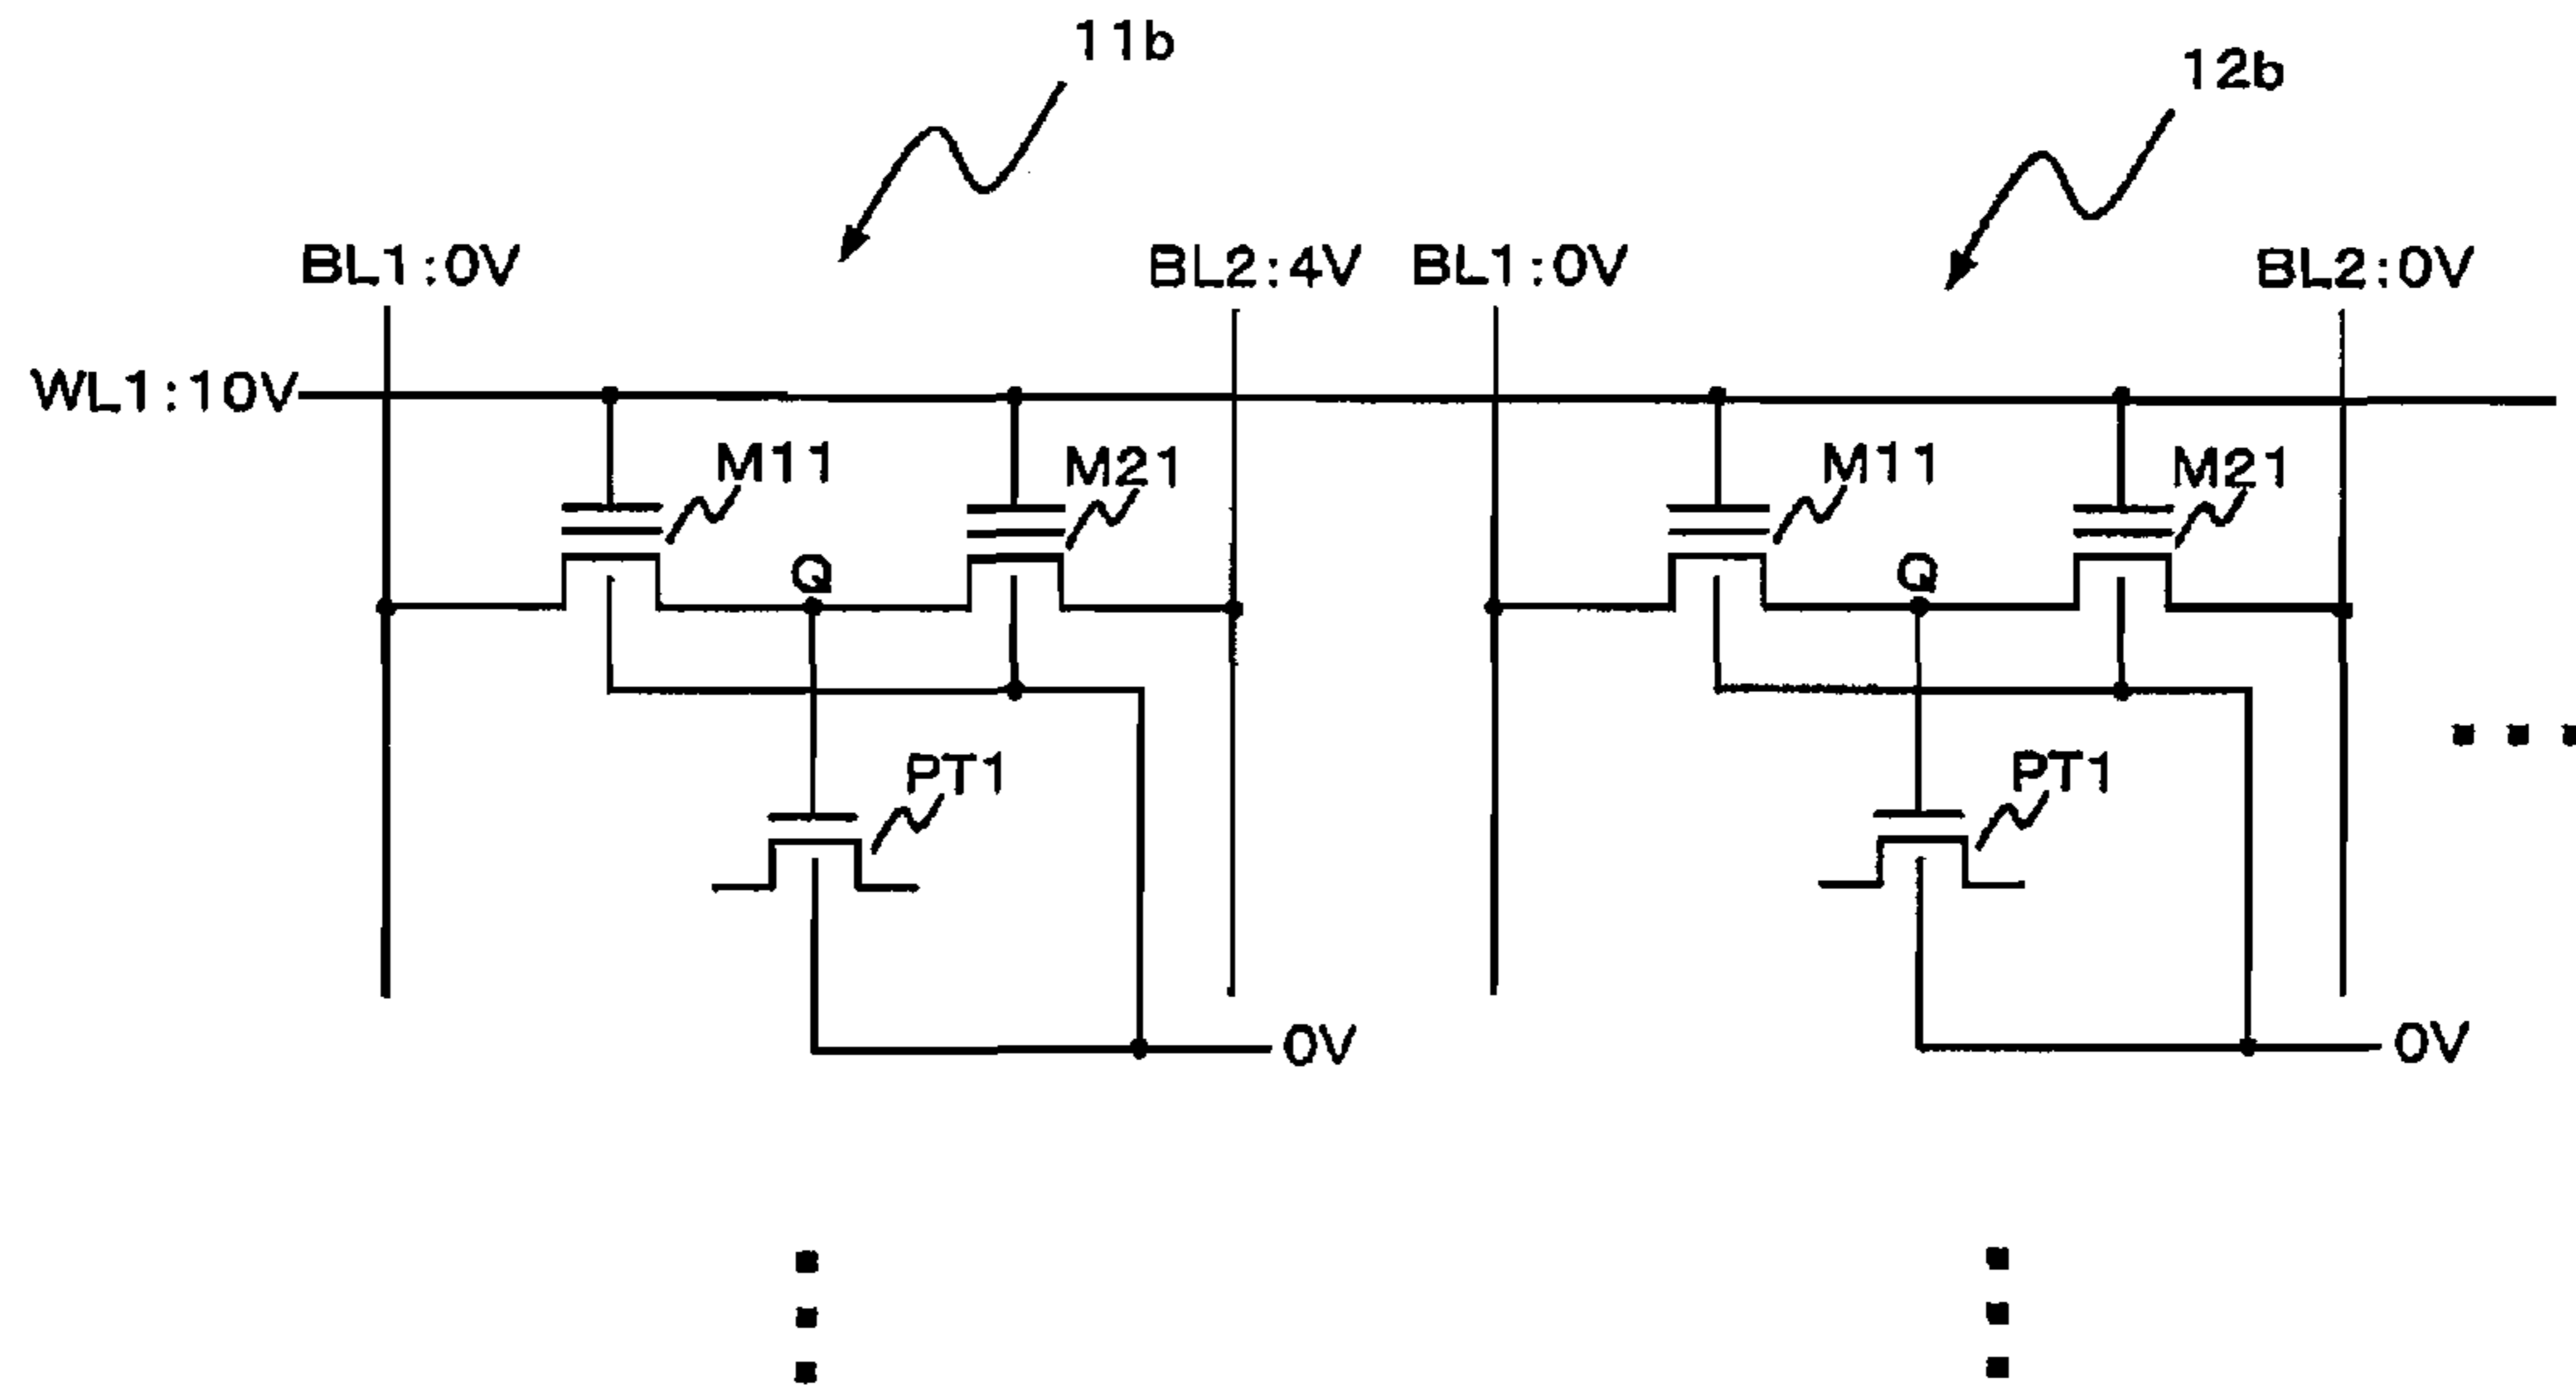 11b
12b
BL1:0V
BL2:4V
BL1:0V
BL2:0V
WL1:10V
M11
M21
M11
M21
Q
Q
PT1
PT1
0V
0V